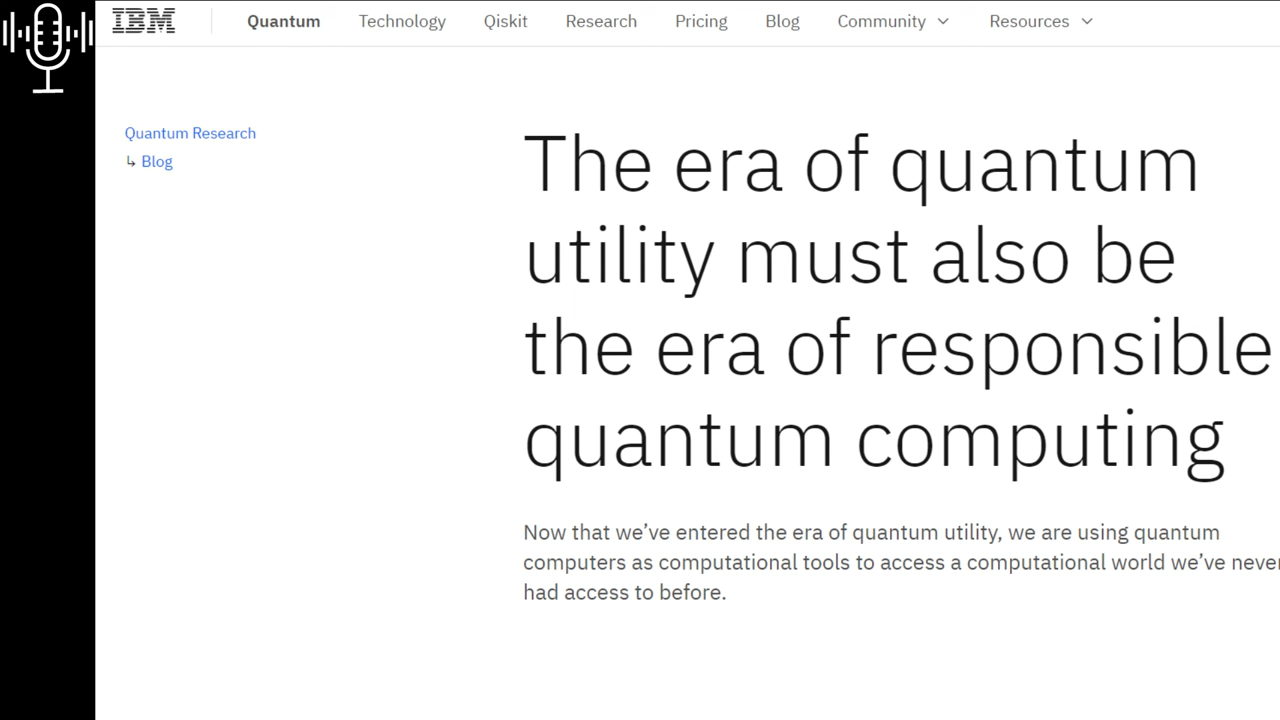 IBM Quantum Technology Qiskit Research Pricing Blog Community Resources
Quantum Research
↳ Blog
The era of quantum
utility must also be
the era of responsible
quantum computing
Now that we’ve entered the era of quantum utility, we are using quantum
computers as computational tools to access a computational world we’ve never
had access to before.